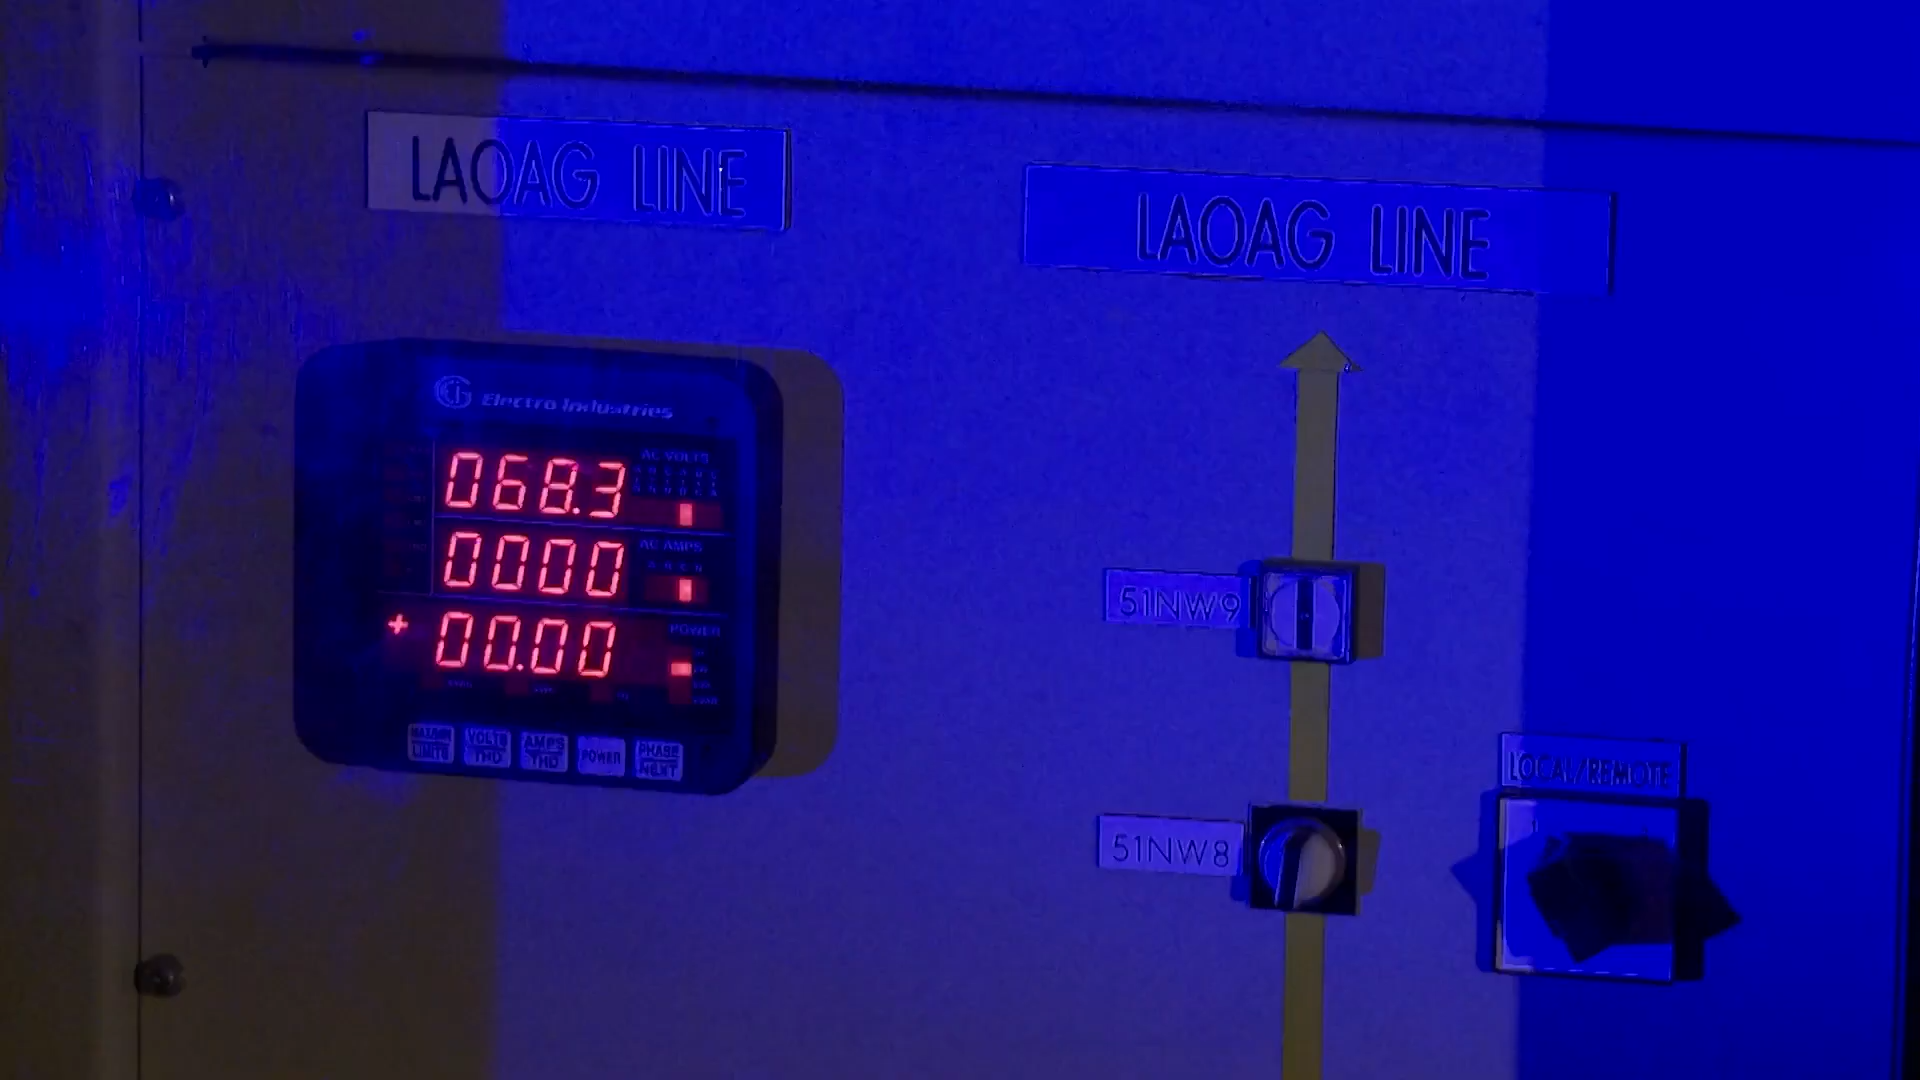 LAOAG LINE
LAOAG LINE
Electro Industries
AC VOLTS
068.3
AC AMPS
0000
POWER
+ 00.00
LIMITS
VOLTS
THD
AMPS
THD
POWER
PHASE
NEXT
51NW9
51NW8
LOCAL/REMOTE